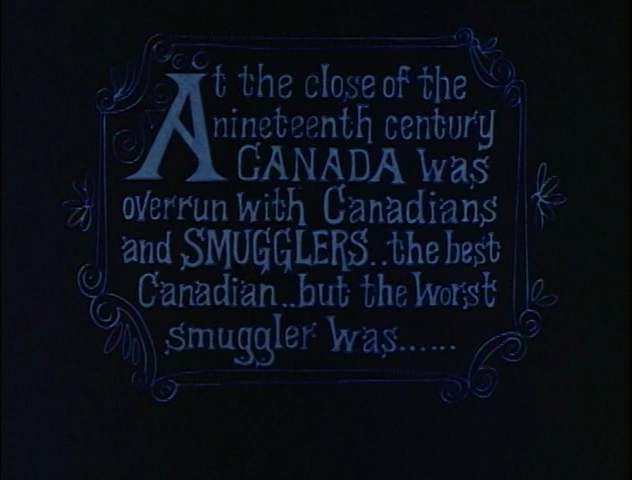 At the close of the
nineteenth century
CANADA was
overrun with Canadians
and SMUGGLERS..the best
Canadian..but the worst
smuggler was......